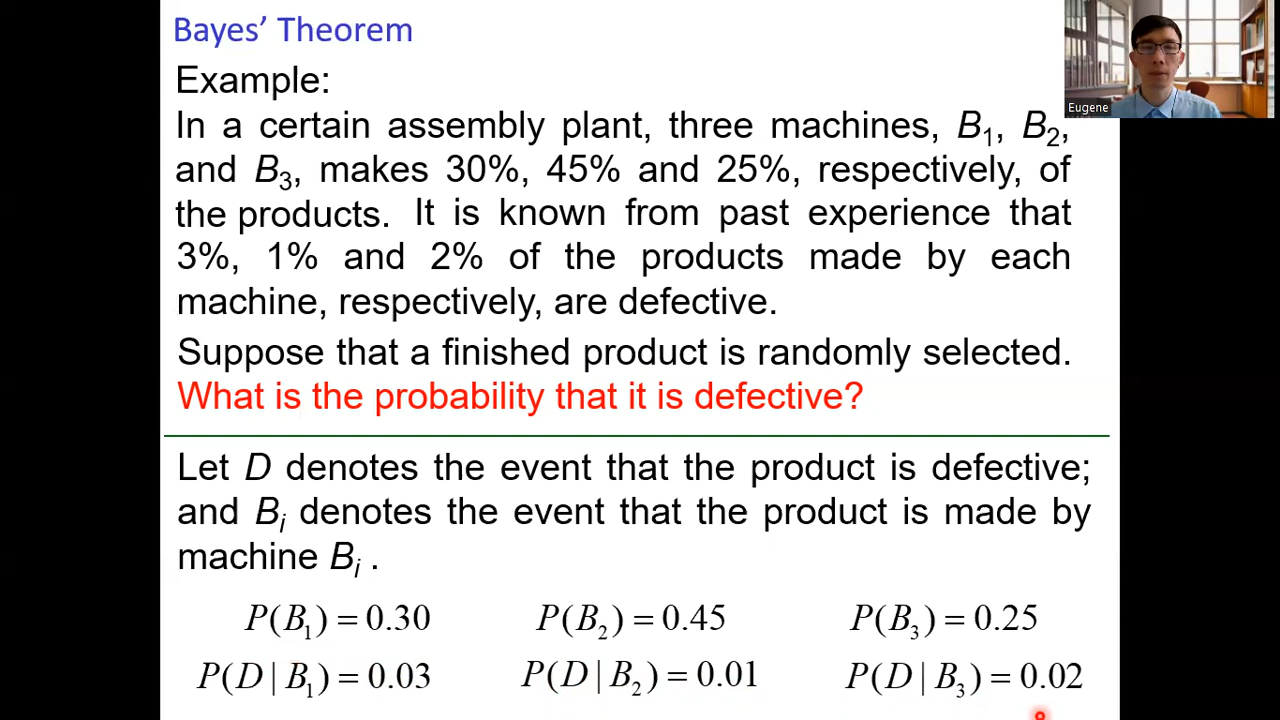 Bayes’ Theorem
Eugene
Example:
In a certain assembly plant, three machines, B₁, B₂,
and B₃, makes 30%, 45% and 25%, respectively, of
the products. It is known from past experience that
3%, 1% and 2% of the products made by each
machine, respectively, are defective.
Suppose that a finished product is randomly selected.
What is the probability that it is defective?
Let D denotes the event that the product is defective;
and Bᵢ denotes the event that the product is made by
machine Bᵢ .
P(B₁) = 0.30 P(B₂) = 0.45 P(B₃) = 0.25
P(D | B₁) = 0.03 P(D | B₂) = 0.01 P(D | B₃) = 0.02